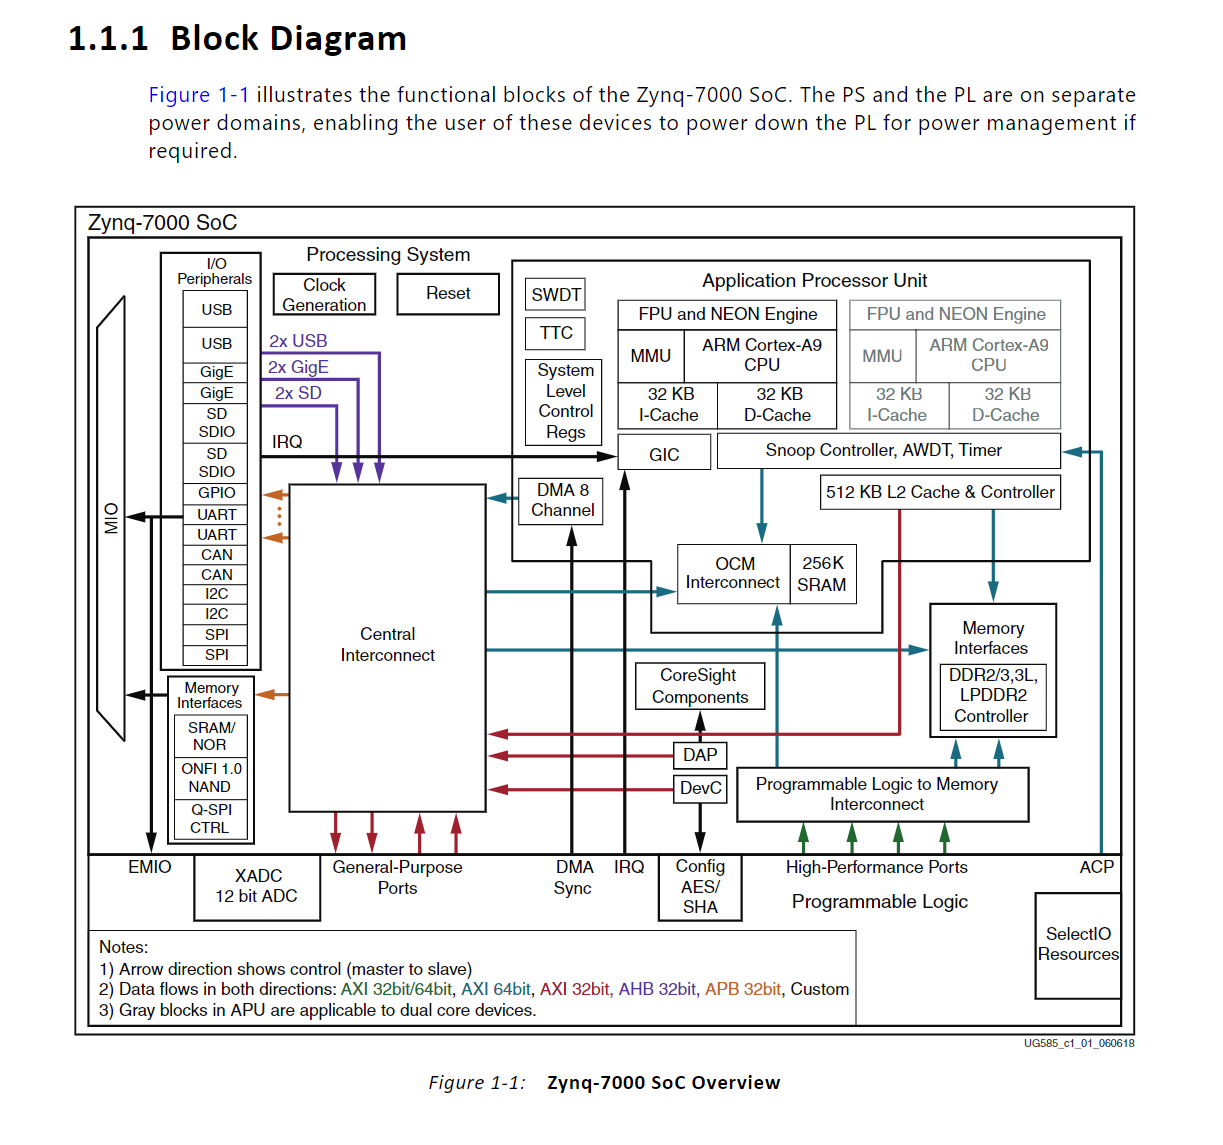 1.1.1 Block Diagram
Figure 1-1 illustrates the functional blocks of the Zynq-7000 SoC. The PS and the PL are on separate
power domains, enabling the user of these devices to power down the PL for power management if
required.
Zynq-7000 SoC
Processing System
I/O
Peripherals
USB
USB
GigE
GigE
SD
SDIO
SD
SDIO
GPIO
UART
UART
CAN
CAN
I2C
I2C
SPI
SPI
MIO
Memory
Interfaces
SRAM/
NOR
ONFI 1.0
NAND
Q-SPI
CTRL
Clock
Generation
Reset
2x USB
2x GigE
2x SD
IRQ
Central
Interconnect
Application Processor Unit
SWDT
TTC
System
Level
Control
Regs
FPU and NEON Engine
MMU
ARM Cortex-A9
CPU
32 KB
I-Cache
32 KB
D-Cache
FPU and NEON Engine
MMU
ARM Cortex-A9
CPU
32 KB
I-Cache
32 KB
D-Cache
GIC
Snoop Controller, AWDT, Timer
DMA 8
Channel
512 KB L2 Cache & Controller
OCM
Interconnect
256K
SRAM
Memory
Interfaces
DDR2/3,3L,
LPDDR2
Controller
CoreSight
Components
DAP
DevC
Programmable Logic to Memory
Interconnect
EMIO
XADC
12 bit ADC
General-Purpose
Ports
DMA
Sync
IRQ
Config
AES/
SHA
High-Performance Ports
ACP
Programmable Logic
SelectIO
Resources
Notes:
1) Arrow direction shows control (master to slave)
2) Data flows in both directions: AXI 32bit/64bit, AXI 64bit, AXI 32bit, AHB 32bit, APB 32bit, Custom
3) Gray blocks in APU are applicable to dual core devices.
UG585_c1_01_060618
Figure 1-1: Zynq-7000 SoC Overview